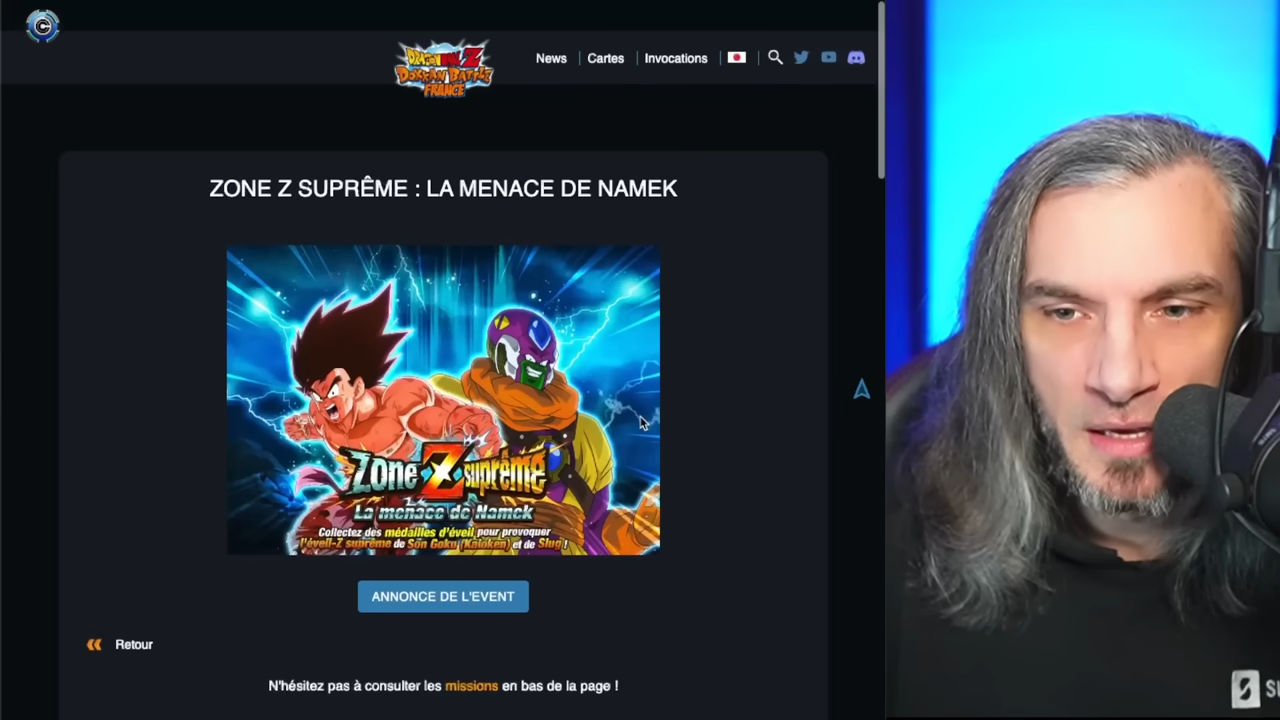 DRAGON BALL Z
DOKKAN BATTLE
FRANCE
News
Cartes
Invocations
ZONE Z SUPRÊME : LA MENACE DE NAMEK
Zone Z suprême
La menace de Namek
Collectez des médailles d'éveil pour provoquer
l'éveil-Z suprême de Son Goku (Kaioken) et de Slug !
ANNONCE DE L'EVENT
Retour
N'hésitez pas à consulter les missions en bas de la page !